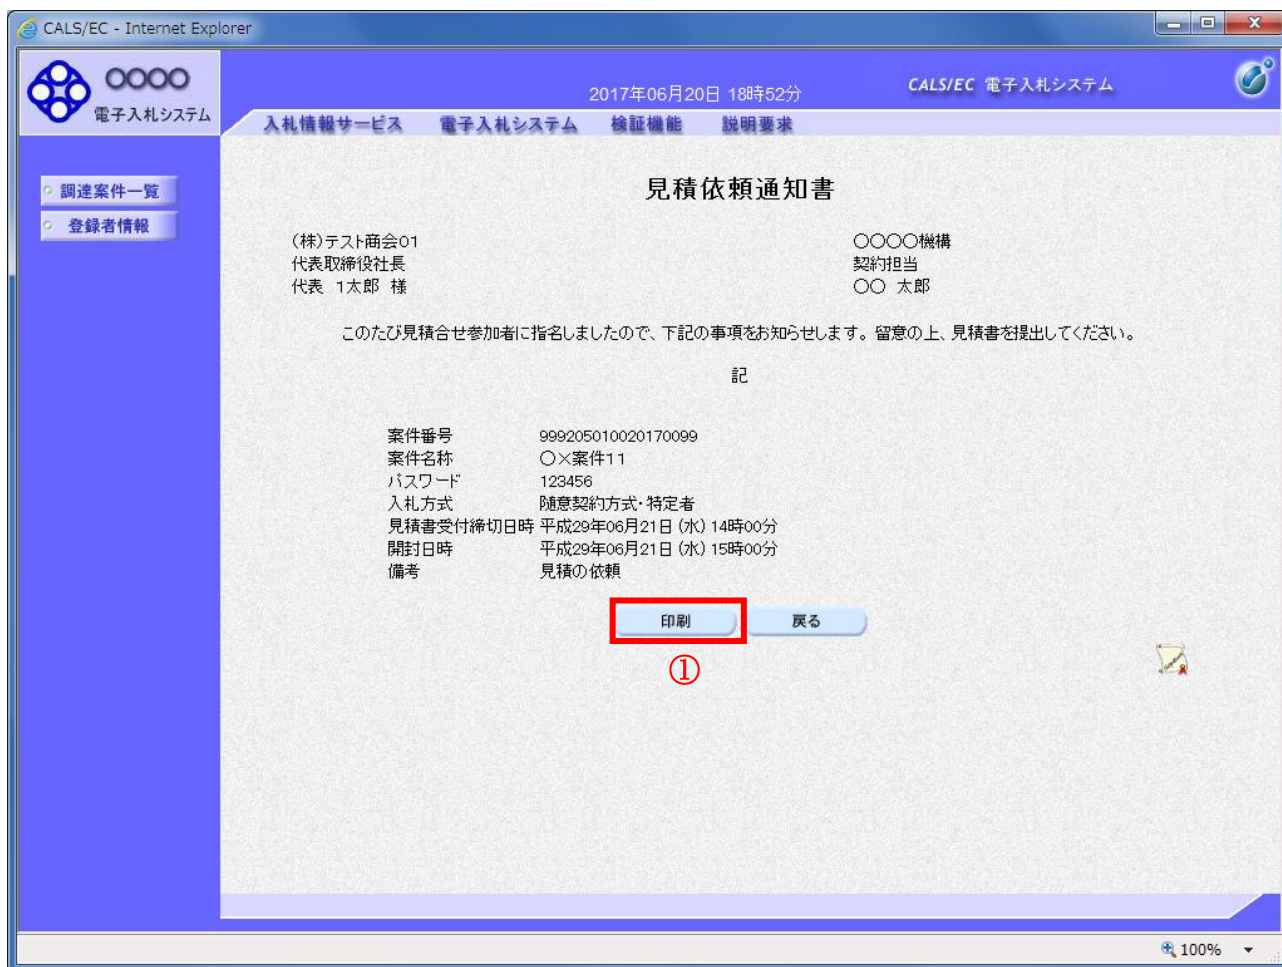 CALS/EC - Internet Explorer
〇〇〇〇
電子入札システム
2017年06月20日 18時52分
CALS/EC 電子入札システム
入札情報サービス 電子入札システム 検証機能 説明要求
調達案件一覧
登録者情報
見積依頼通知書
(株)テスト商会01
代表取締役社長
代表 1太郎 様
〇〇〇〇機構
契約担当
〇〇 太郎
このたび見積合せ参加者に指名しましたので、下記の事項をお知らせします。留意の上、見積書を提出してください。
記
案件番号 999205010020170099
案件名称 〇×案件11
パスワード 123456
入札方式 随意契約方式・特定者
見積書受付締切日時 平成29年06月21日(水) 14時00分
開封日時 平成29年06月21日(水) 15時00分
備考 見積の依頼
印刷 戻る
①
100%